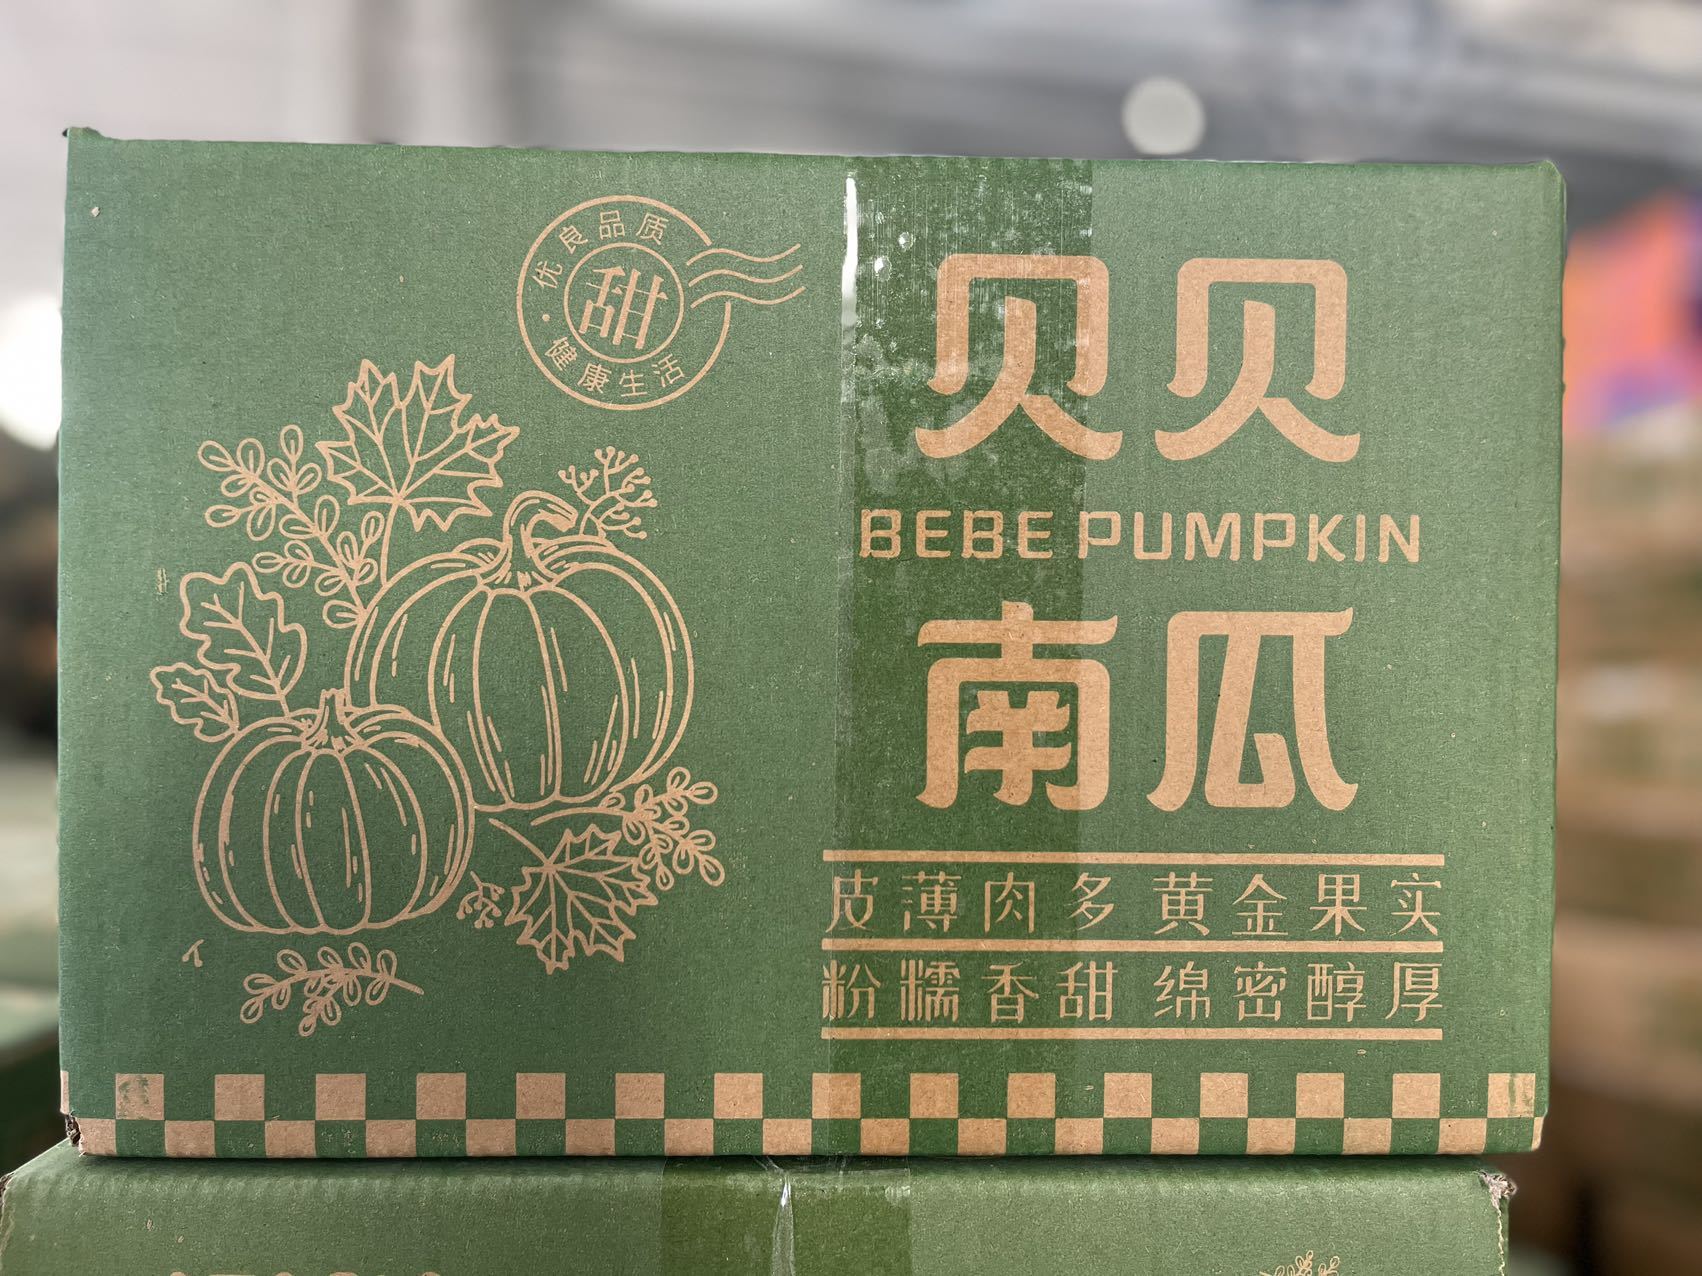 优良品质
甜
健康生活
贝贝
BEBE PUMPKIN
南瓜
皮薄肉多 黄金果实
粉糯香甜 绵密醇厚